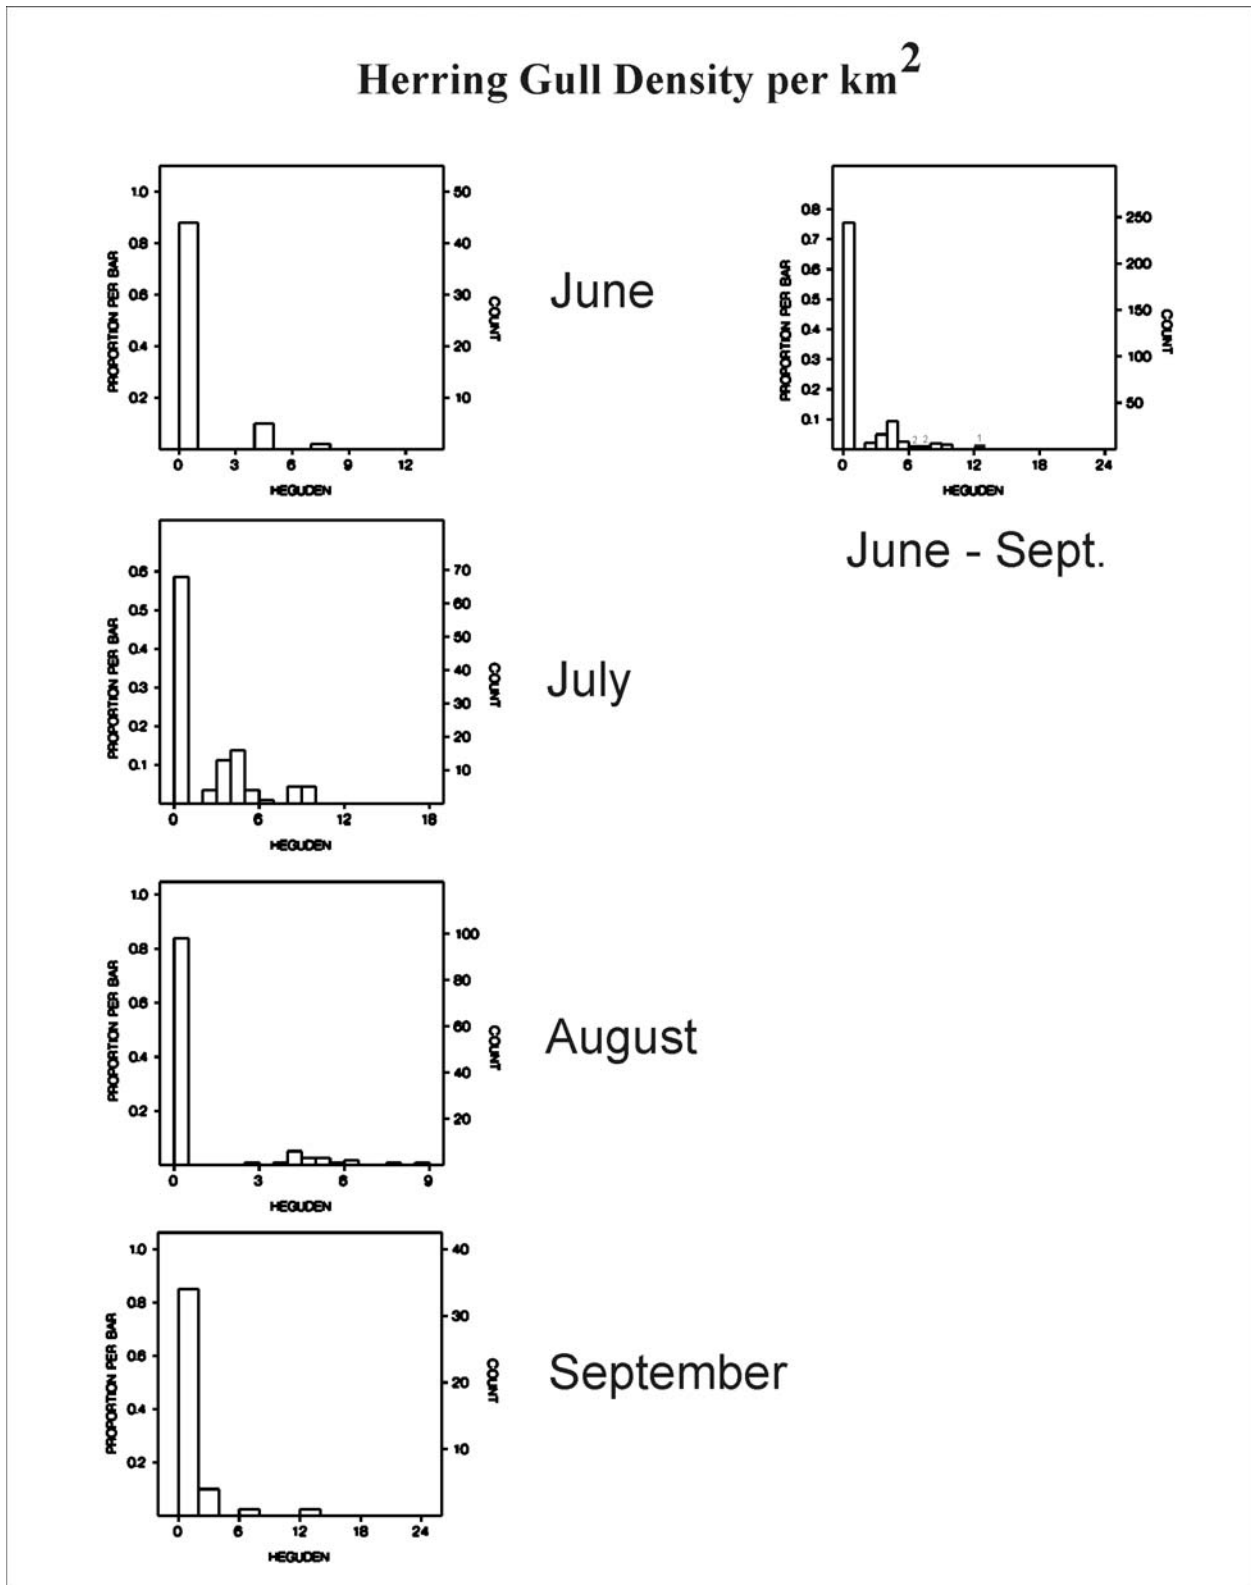 Herring Gull Density per km2
1.0
0.8
0.6
0.4
0.2
PROPORTION PER BAR
50
40
30
20
10
COUNT
0 3 6 9 12
HEGUDEN
June
0.8
0.7
0.6
0.5
0.4
0.3
0.2
0.1
PROPORTION PER BAR
250
200
150
100
50
COUNT
2 2 1
0 6 12 18 24
HEGUDEN
June - Sept.
0.6
0.5
0.4
0.3
0.2
0.1
PROPORTION PER BAR
70
60
50
40
30
20
10
COUNT
0 6 12 18
HEGUDEN
July
1.0
0.8
0.6
0.4
0.2
PROPORTION PER BAR
100
80
60
40
20
COUNT
0 3 6 9
HEGUDEN
August
1.0
0.8
0.6
0.4
0.2
PROPORTION PER BAR
40
30
20
10
COUNT
0 6 12 18 24
HEGUDEN
September